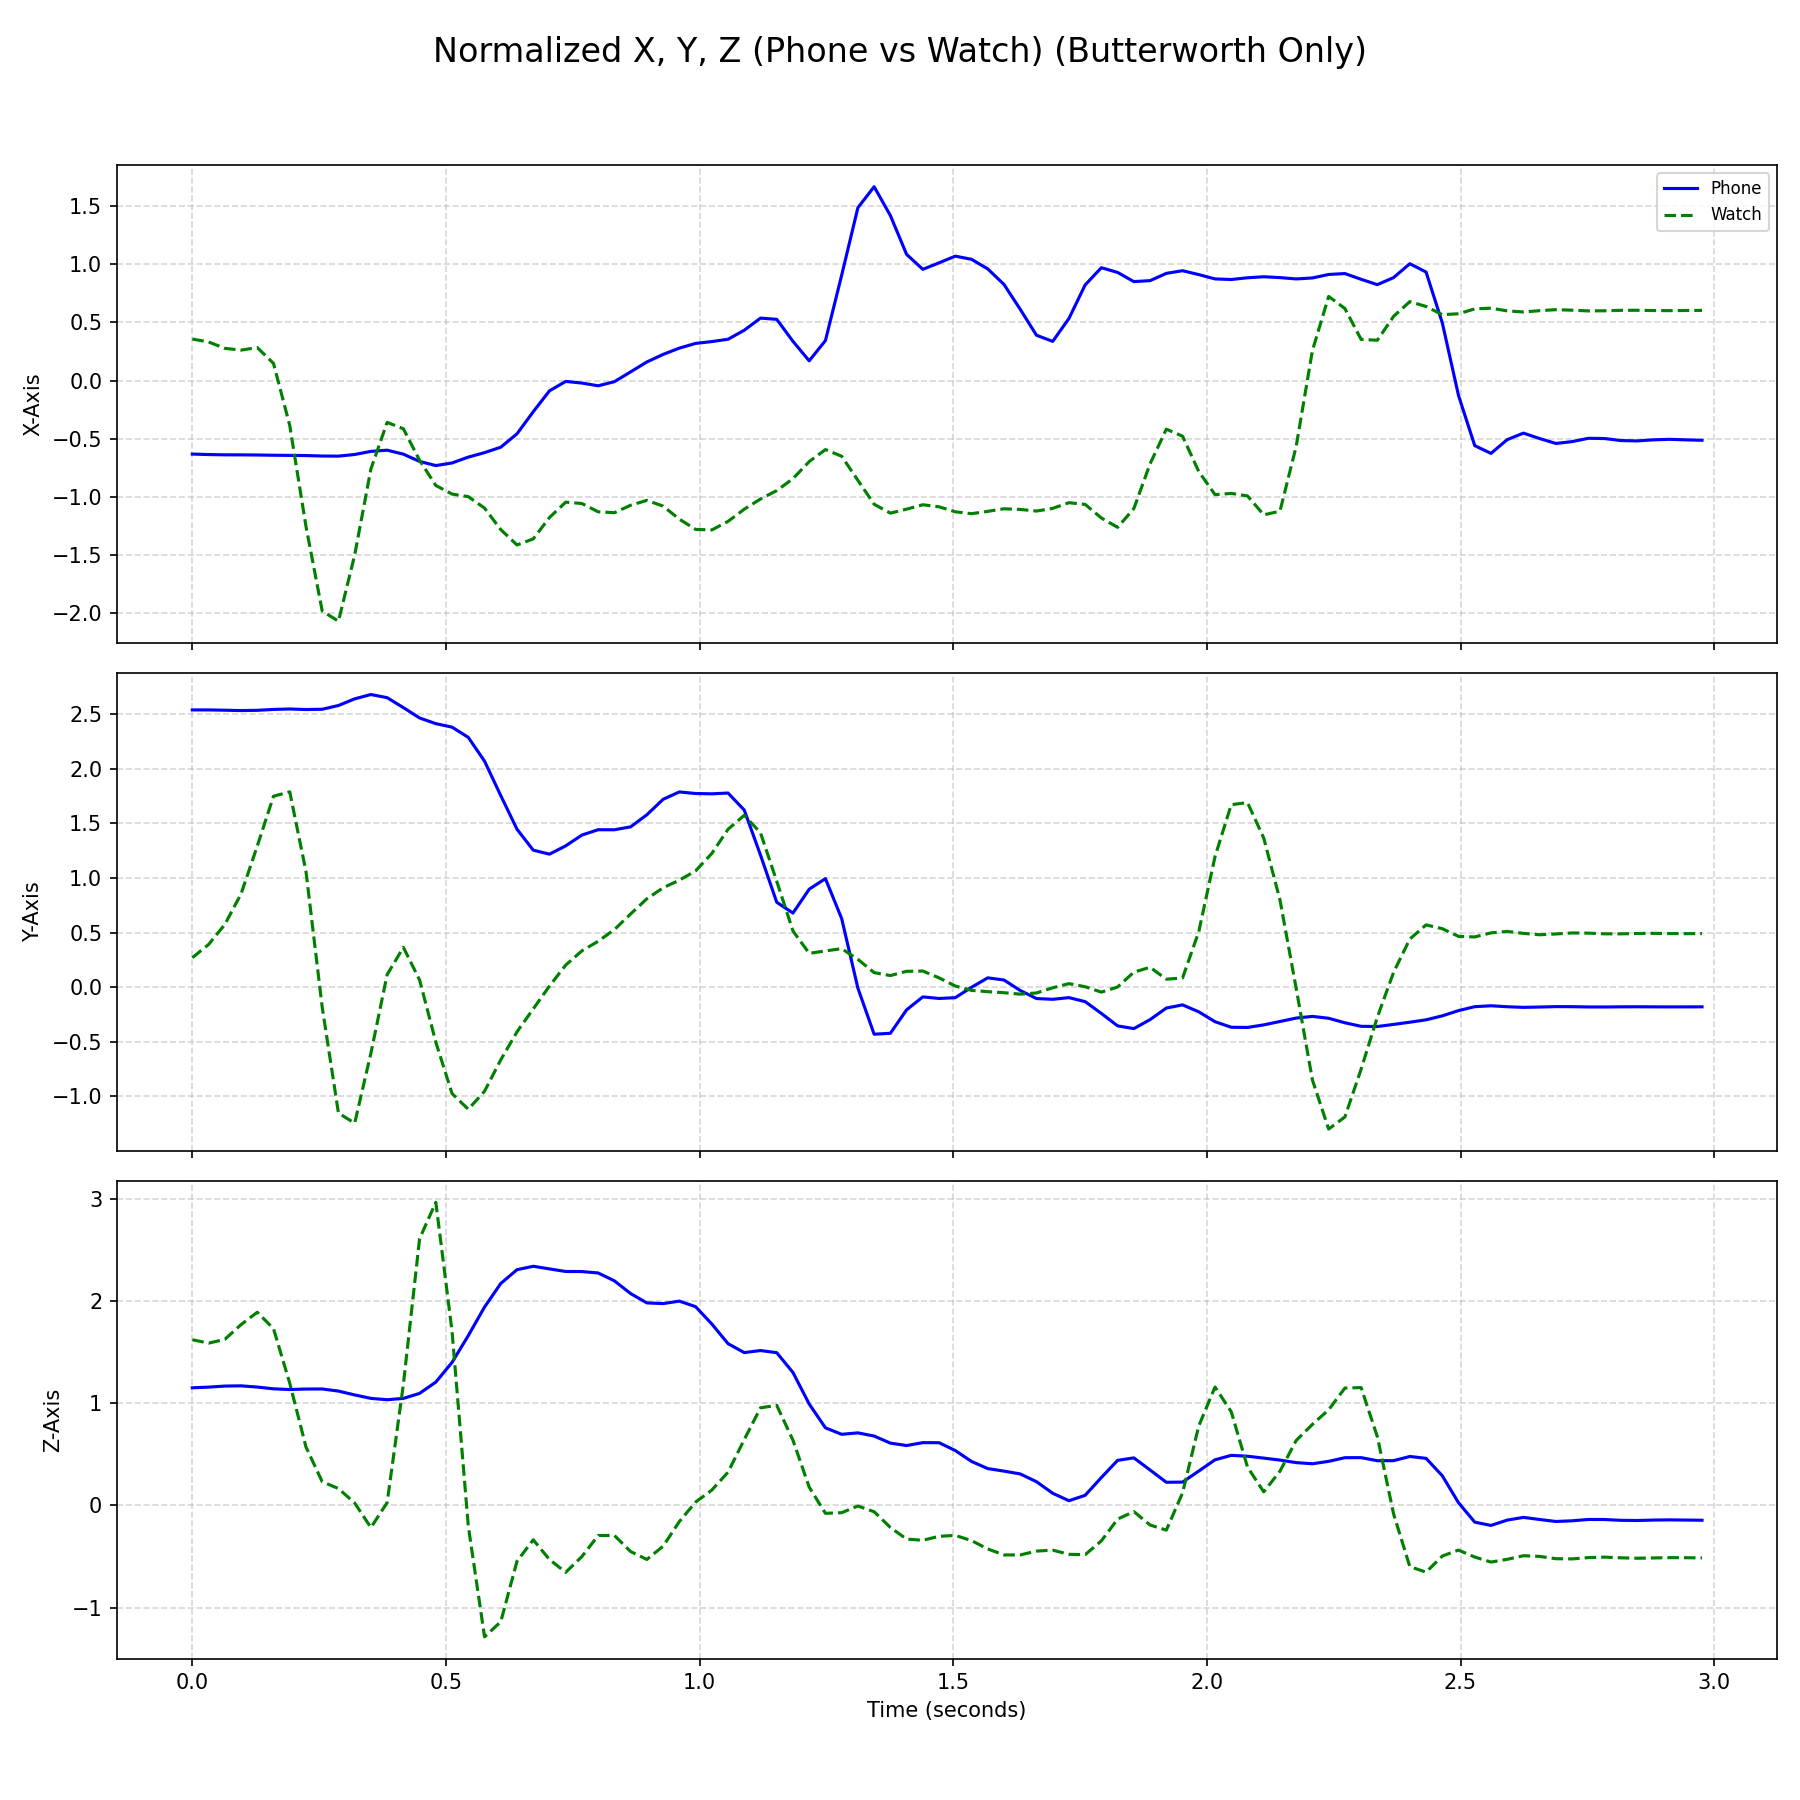 Normalized X, Y, Z (Phone vs Watch) (Butterworth Only)
Phone
Watch
1.5
1.0
0.5
0.0
−0.5
−1.0
−1.5
−2.0
X-Axis
2.5
2.0
1.5
1.0
0.5
0.0
−0.5
−1.0
Y-Axis
3
2
1
0
−1
Z-Axis
0.0 0.5 1.0 1.5 2.0 2.5 3.0
Time (seconds)